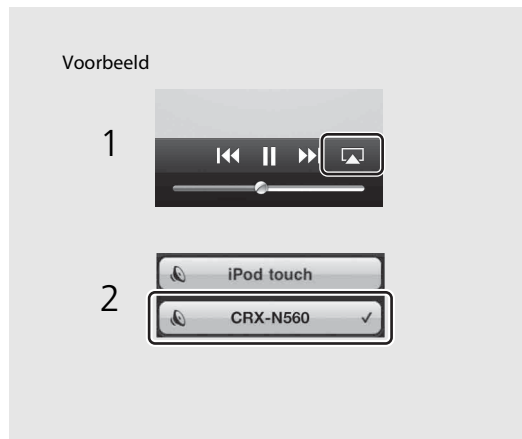 Voorbeeld
1
2
iPod touch
CRX-N560 ✓